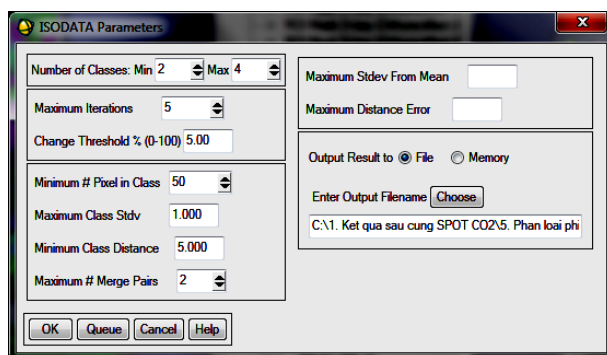 ISODATA Parameters
Number of Classes: Min 2 Max 4
Maximum Iterations 5
Change Threshold % (0-100) 5.00
Minimum # Pixel in Class 50
Maximum Class Stdv 1.000
Minimum Class Distance 5.000
Maximum # Merge Pairs 2
Maximum Stdev From Mean
Maximum Distance Error
Output Result to File Memory
Enter Output Filename Choose
C:\1. Ket qua sau cung SPOT CO2\5. Phan loai phi
OK Queue Cancel Help